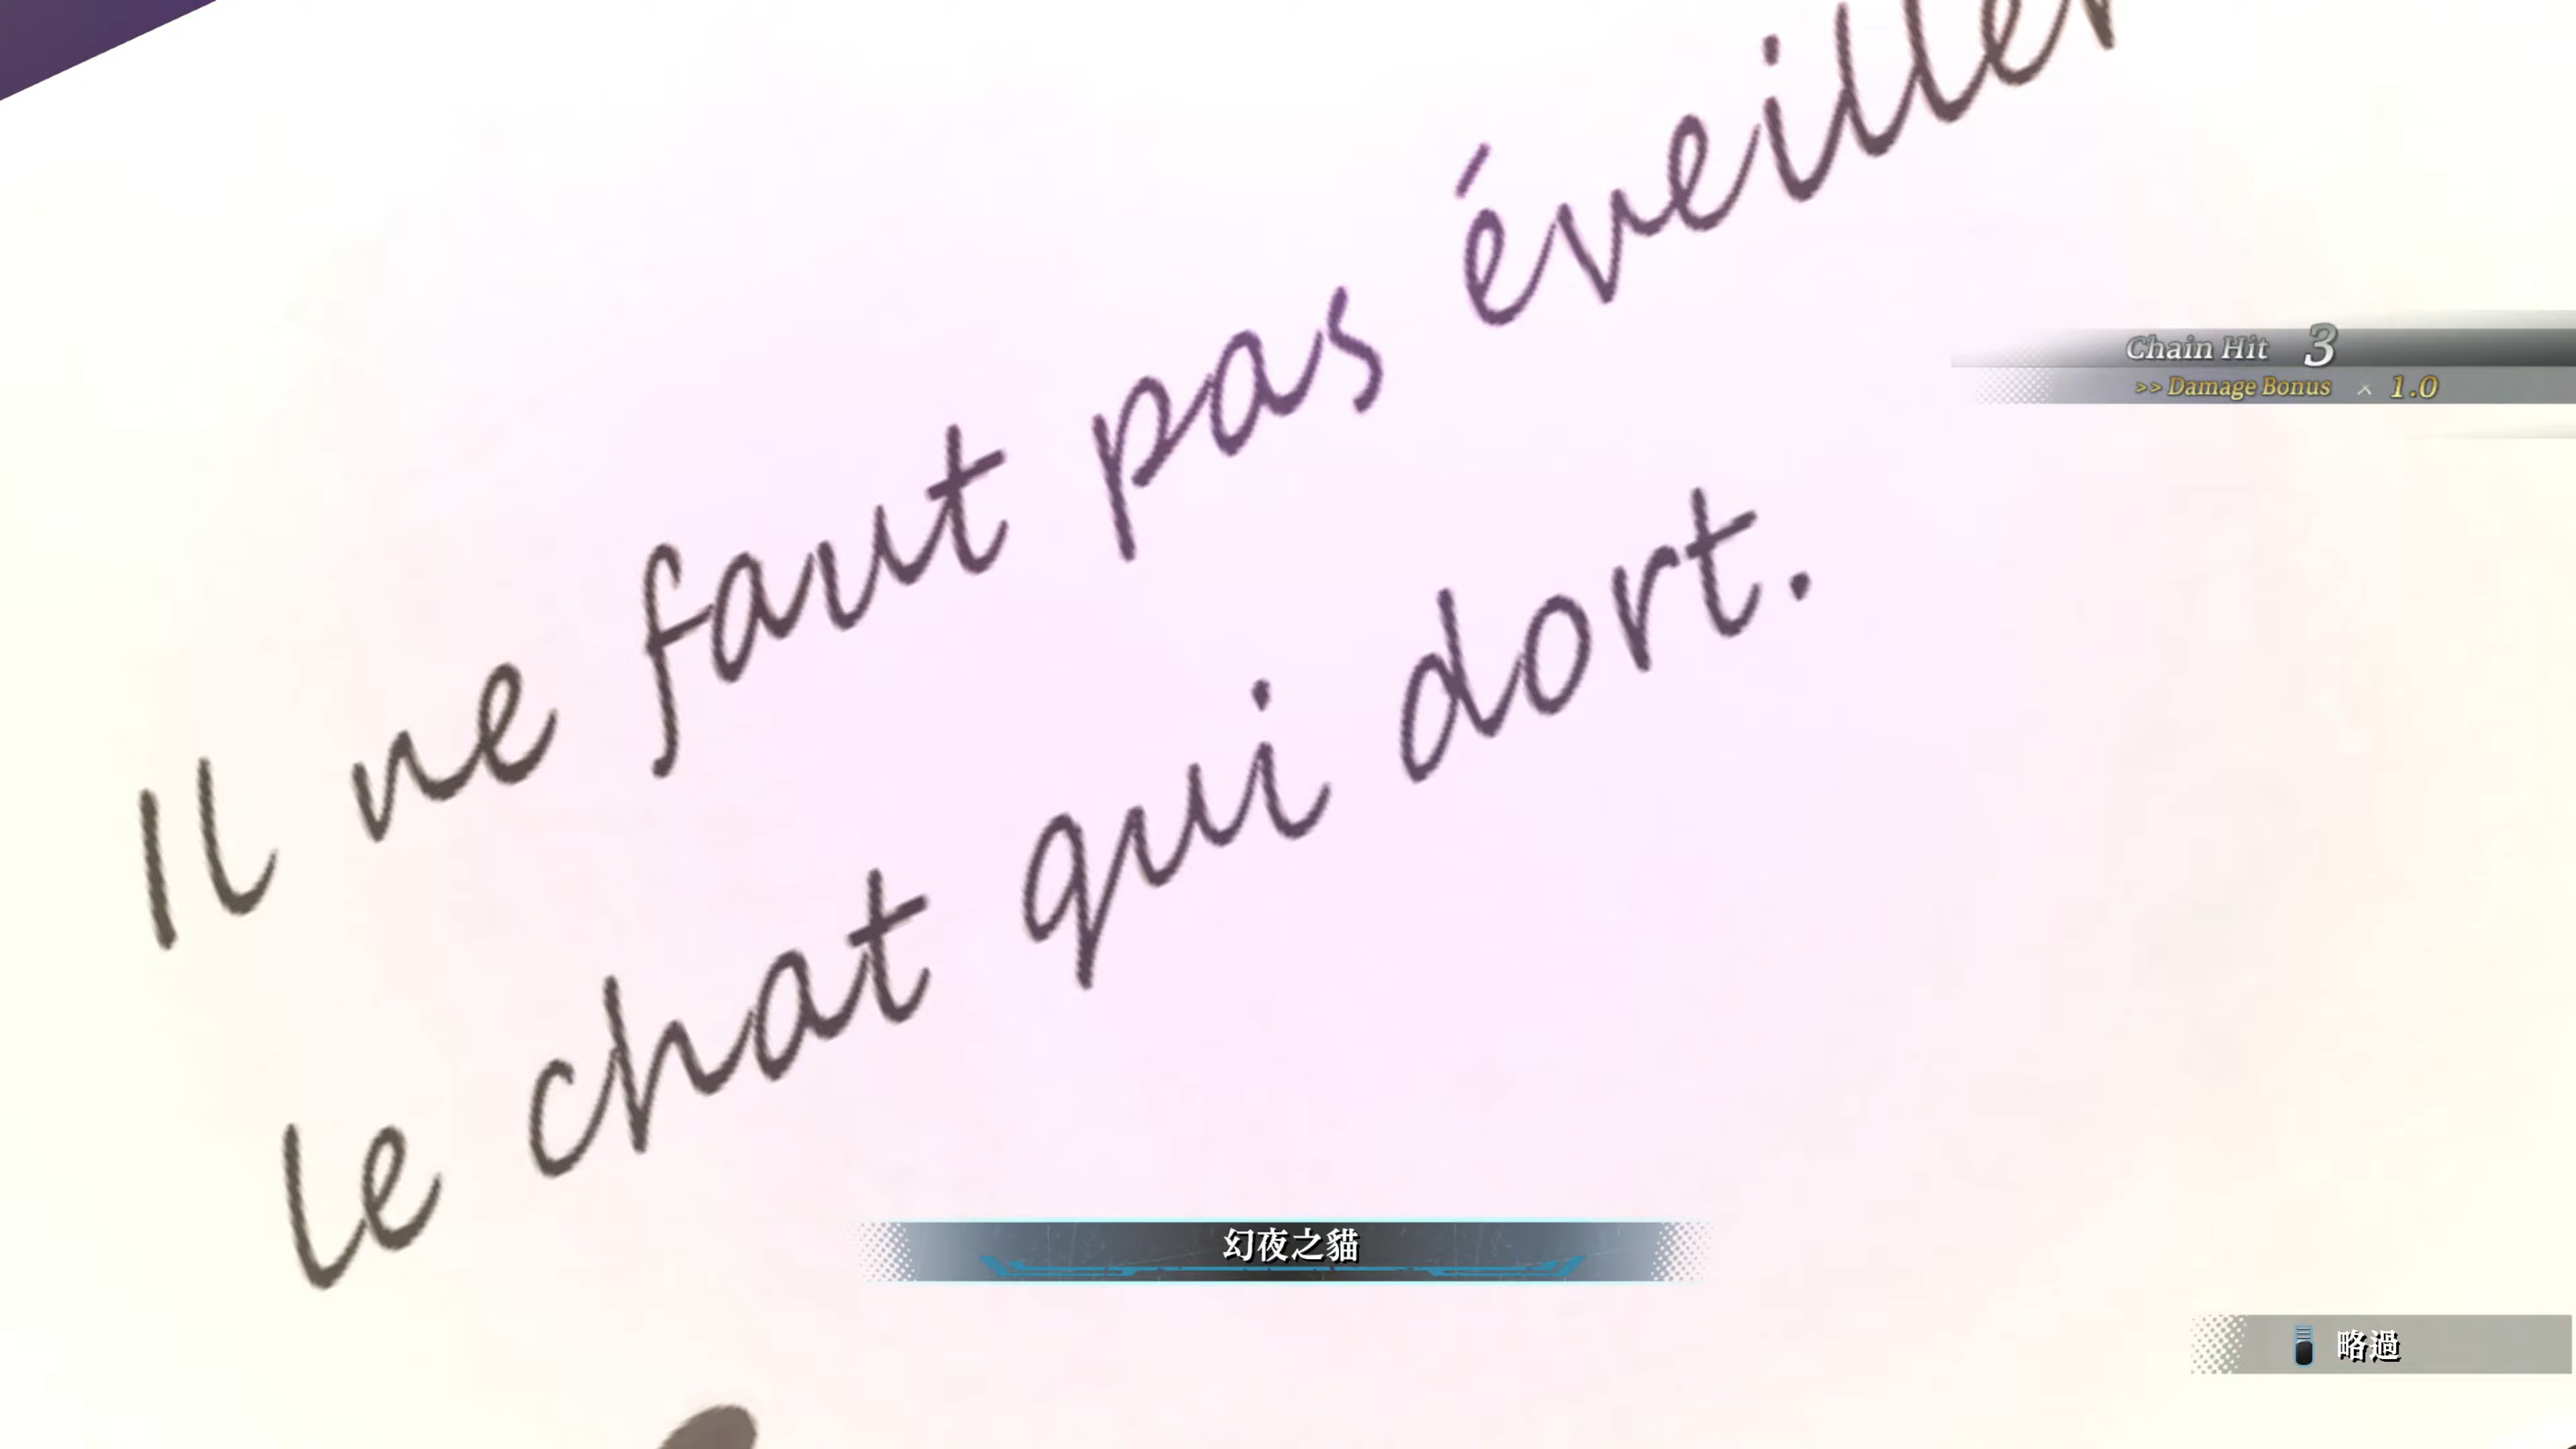 Il ne faut pas éveiller
le chat qui dort.
Chain Hit 3
>> Damage Bonus × 1.0
幻夜之貓
略過